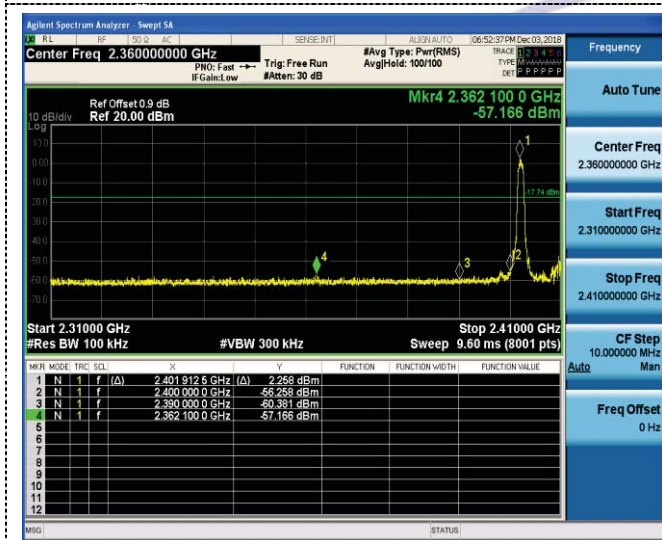 Agilent Spectrum Analyzer - Swept SA
LXI RL RF 50 Ω AC SENSE:INT ALIGN AUTO 06:52:37 PM Dec 03, 2018
Center Freq 2.360000000 GHz
PNO: Fast
IFGain:Low
Trig: Free Run
#Atten: 30 dB
#Avg Type: Pwr(RMS)
Avg|Hold: 100/100
TRACE 1 2 3 4 5 6
TYPE M
DET P P P P P P
Frequency
Auto Tune
Center Freq
2.360000000 GHz
Start Freq
2.310000000 GHz
Stop Freq
2.410000000 GHz
CF Step
10.000000 MHz
Auto Man
Freq Offset
0 Hz
Ref Offset 0.9 dB
10 dB/div Ref 20.00 dBm
Log
Mkr4 2.362 100 0 GHz
-57.166 dBm
10.0
0.00
-10.0
-20.0
-30.0
-40.0
-50.0
-60.0
-70.0
1
-17.74 dBm
4
3
2
Start 2.31000 GHz Stop 2.41000 GHz
#Res BW 100 kHz #VBW 300 kHz Sweep 9.60 ms (8001 pts)
MKR MODE TRC SCL X Y FUNCTION FUNCTION WIDTH FUNCTION VALUE
1 N 1 f (Δ) 2.401 912 5 GHz (Δ) 2.258 dBm
2 N 1 f 2.400 000 0 GHz -56.258 dBm
3 N 1 f 2.390 000 0 GHz -60.381 dBm
4 N 1 f 2.362 100 0 GHz -57.166 dBm
5
6
7
8
9
10
11
12
MSG STATUS